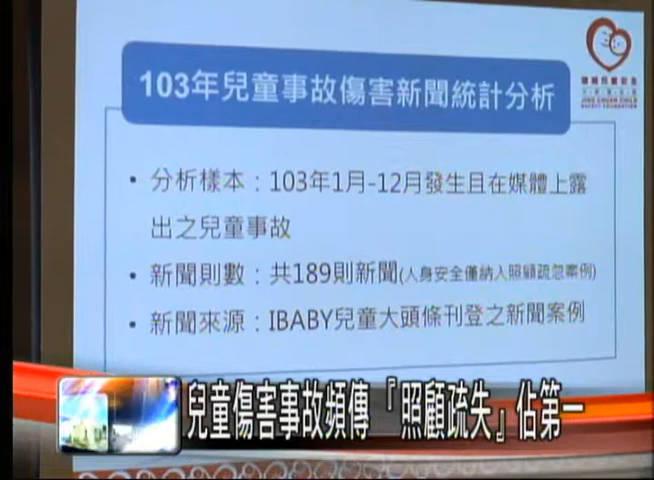 JING CHUAN CHILD
SAFETY FOUNDATION
103年兒童事故傷害新聞統計分析
• 分析樣本：103年1月-12月發生且在媒體上露
出之兒童事故
• 新聞則數：共189則新聞(人身安全僅納入照顧疏忽案例)
• 新聞來源：IBABY兒童大頭條刊登之新聞案例
兒童傷害事故頻傳『照顧疏失』佔第一